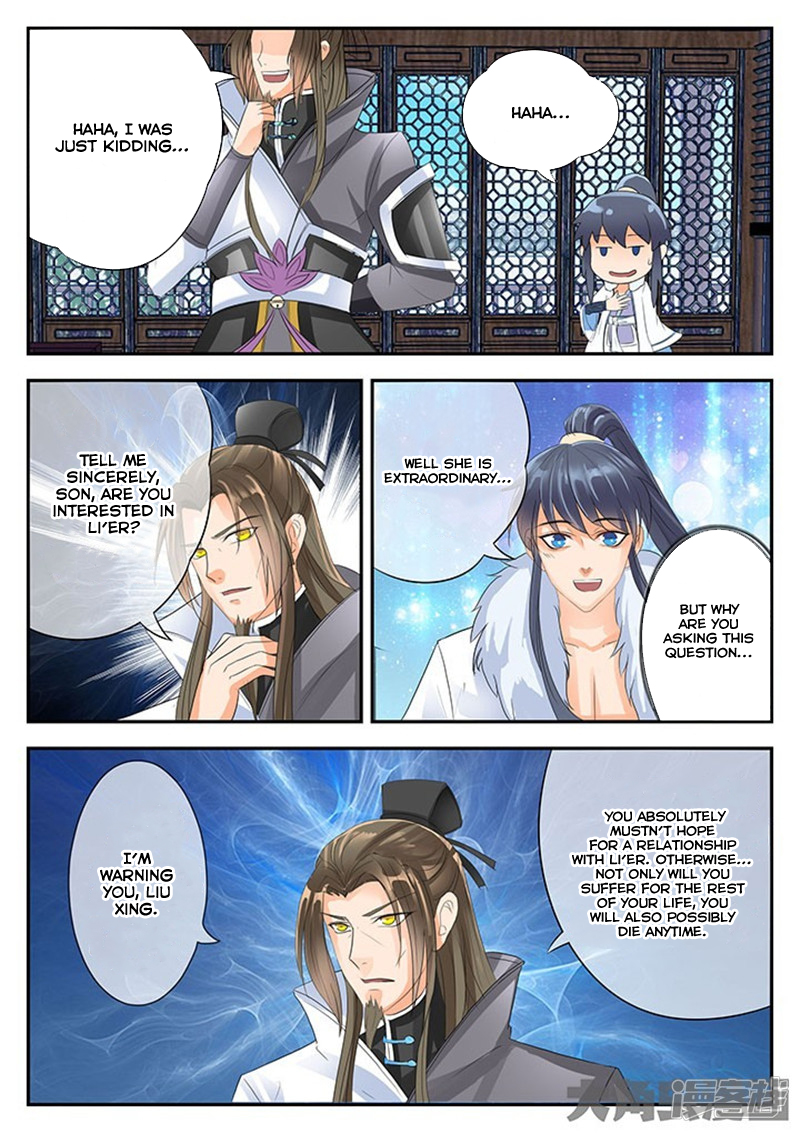 HAHA, I WAS
JUST KIDDING...
HAHA...
TELL ME
SINCERELY,
SON, ARE YOU
INTERESTED IN
LI'ER?
WELL SHE IS
EXTRAORDINARY...
BUT WHY
ARE YOU
ASKING THIS
QUESTION...
I'M
WARNING
YOU, LIU
XING.
YOU ABSOLUTELY
MUSTN'T HOPE
FOR A RELATIONSHIP
WITH LI'ER. OTHERWISE...
NOT ONLY WILL YOU
SUFFER FOR THE REST
OF YOUR LIFE, YOU
WILL ALSO POSSIBLY
DIE ANYTIME.
漫客栈